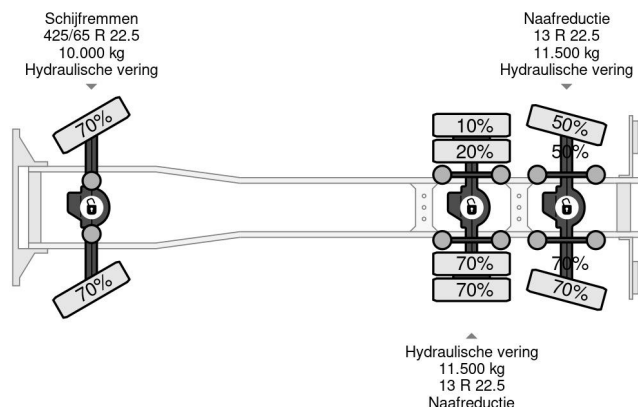 Schijfremmen
425/65 R 22.5
10.000 kg
Hydraulische vering
Naafreductie
13 R 22.5
11.500 kg
Hydraulische vering
70%
10%
20%
50%
50%
70%
70%
70%
70%
70%
Hydraulische vering
11.500 kg
13 R 22.5
Naafreductie